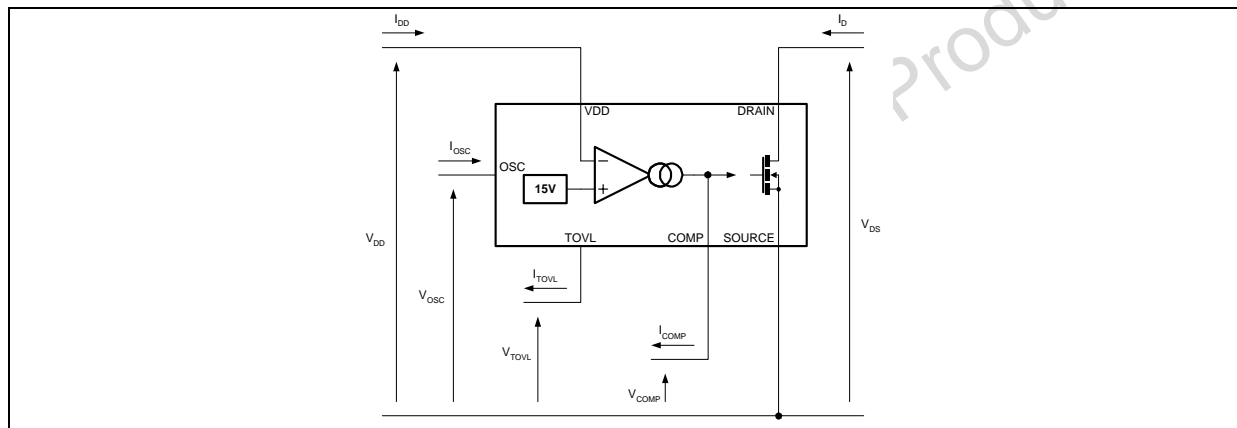 I_DD
I_D
VDD
DRAIN
I_OSC
OSC
−
15V
+
TOVL
COMP
SOURCE
V_DD
V_DS
I_TOVL
V_OSC
I_COMP
V_TOVL
V_COMP